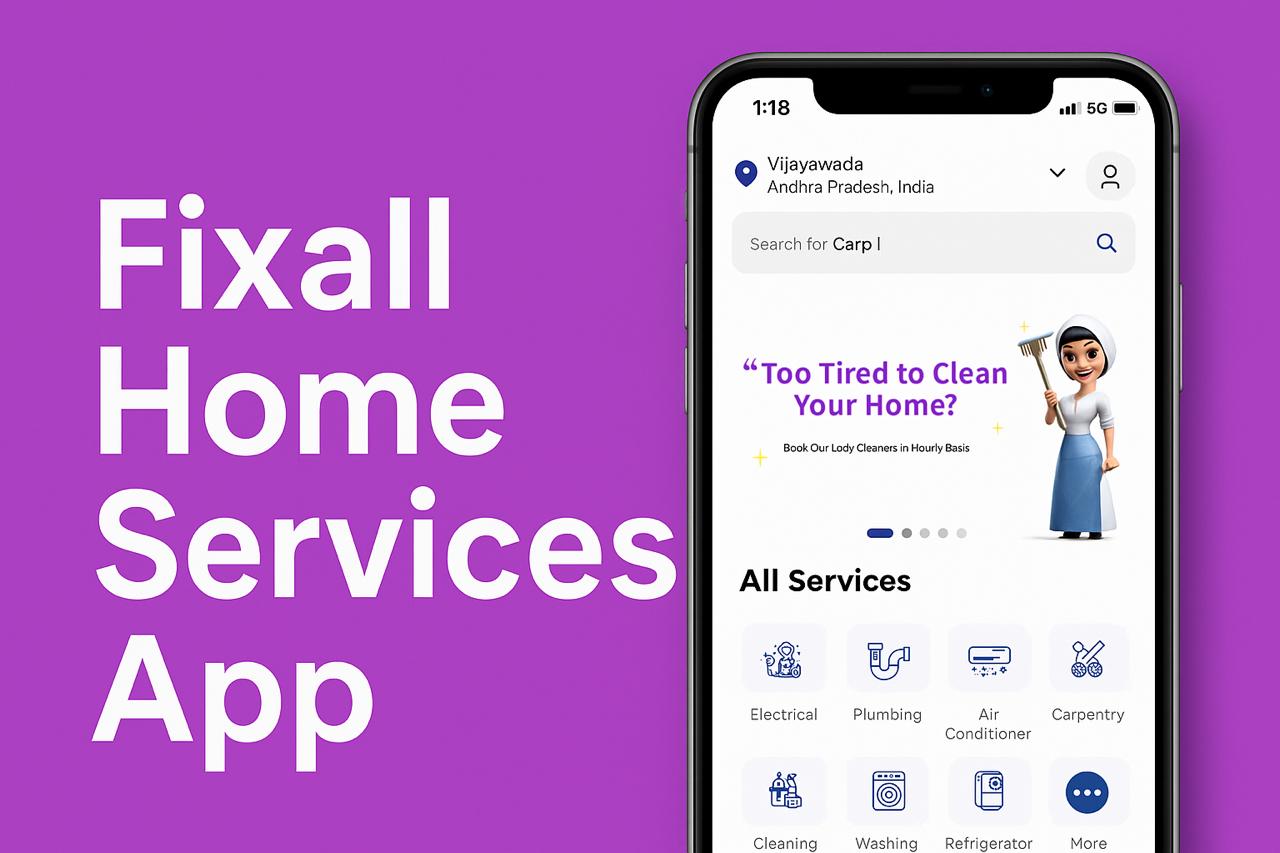 Fixall
Home
Services
App
1:18
5G
Vijayawada
Andhra Pradesh, India
Search for Carp |
“Too Tired to Clean
Your Home?
Book Our Lody Cleaners in Hourly Basis
All Services
Electrical
Plumbing
Air
Conditioner
Carpentry
Cleaning
Washing
Refrigerator
More